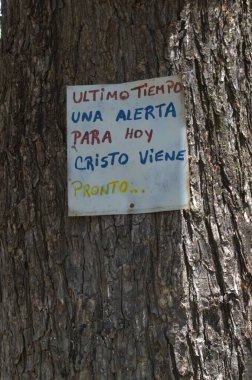 ULTIMO TIEMPO
UNA ALERTA
PARA HOY
CRISTO VIENE
PRONTO...